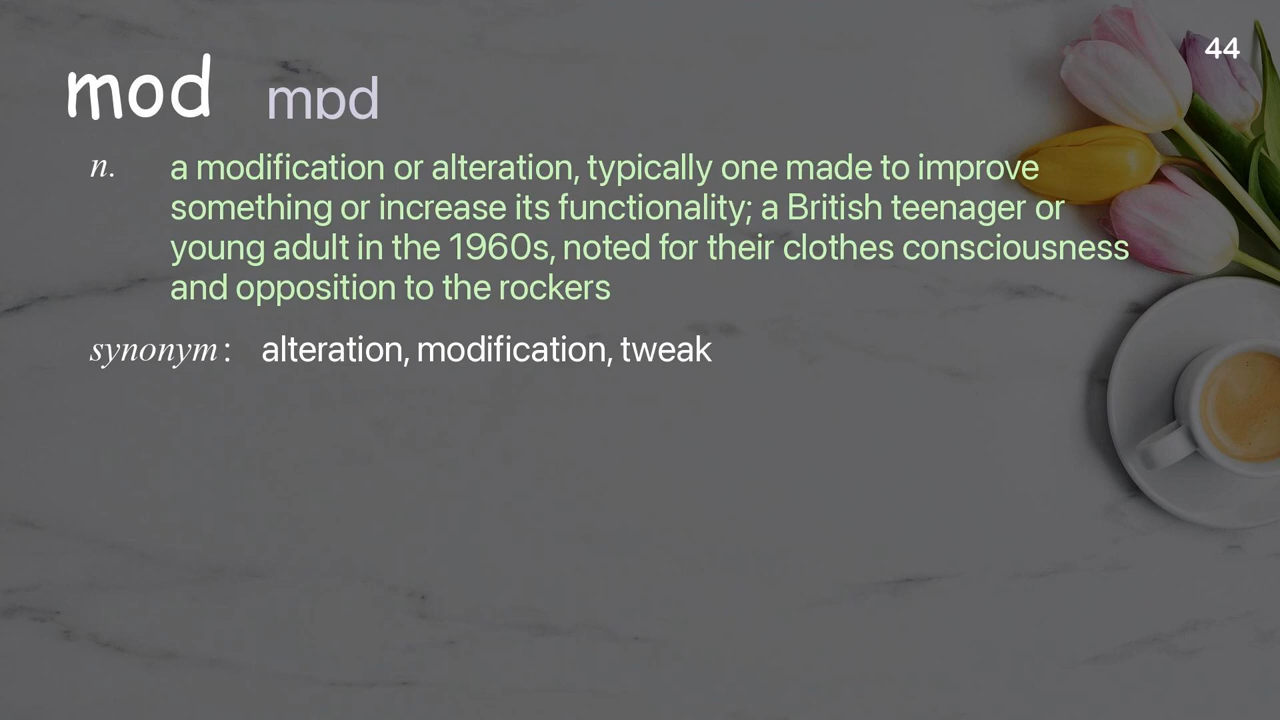 44
mod mɒd
n. a modification or alteration, typically one made to improve
something or increase its functionality; a British teenager or
young adult in the 1960s, noted for their clothes consciousness
and opposition to the rockers
synonym: alteration, modification, tweak